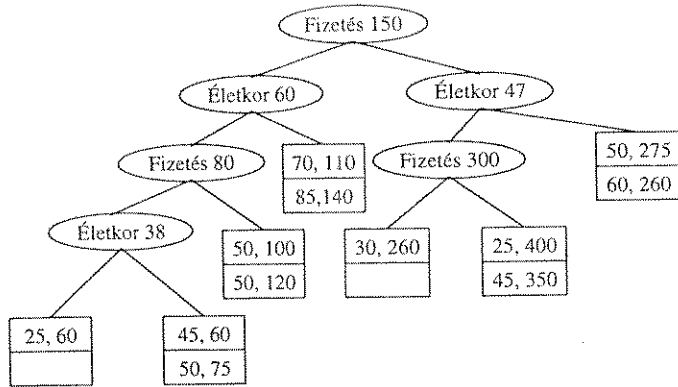 Fizetés 150
Életkor 60
Életkor 47
Fizetés 80
70, 110
85,140
Fizetés 300
50, 275
60, 260
Életkor 38
50, 100
50, 120
30, 260
25, 400
45, 350
25, 60
45, 60
50, 75